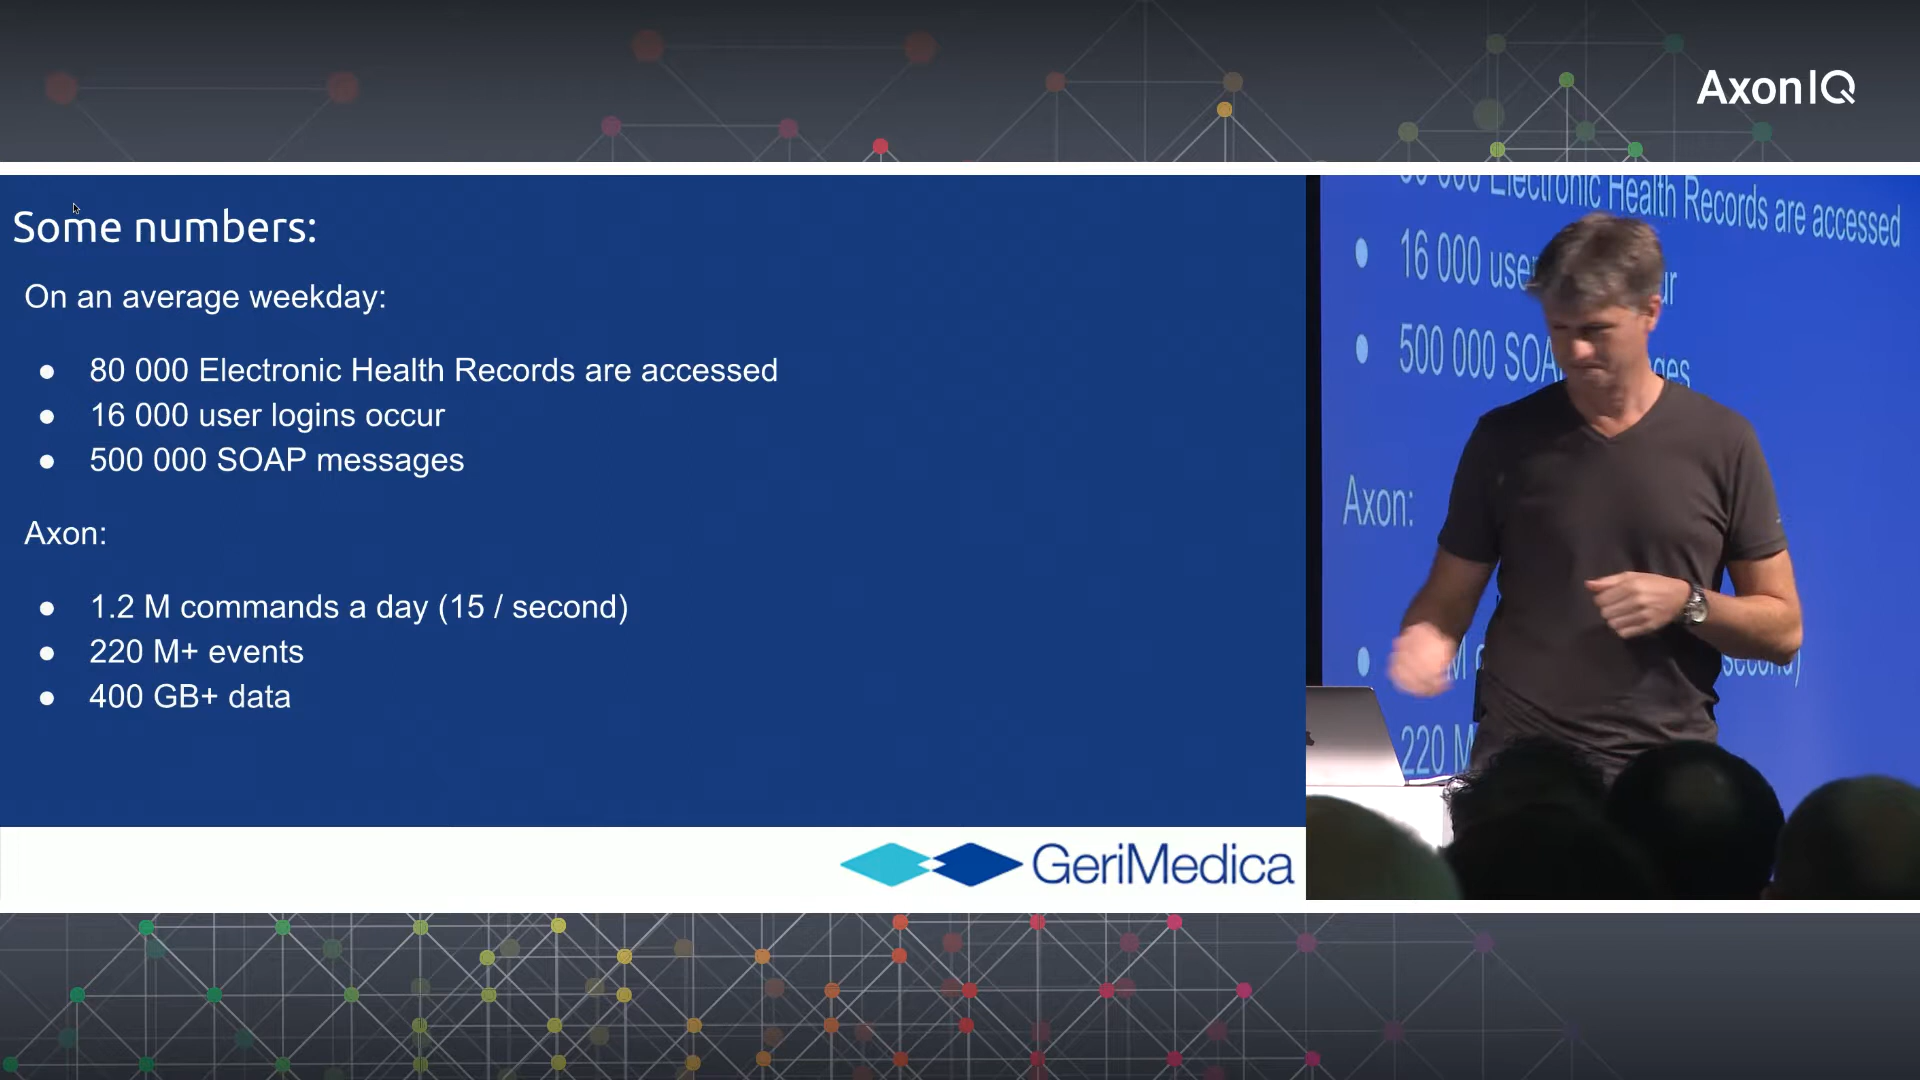 AxonIQ
Some numbers:
On an average weekday:
● 80 000 Electronic Health Records are accessed
● 16 000 user logins occur
● 500 000 SOAP messages
Axon:
● 1.2 M commands a day (15 / second)
● 220 M+ events
● 400 GB+ data
GeriMedica
000 Electronic Health Records are accessed
● 16 000
● 500 000
Axon:
● M
second)
220 M